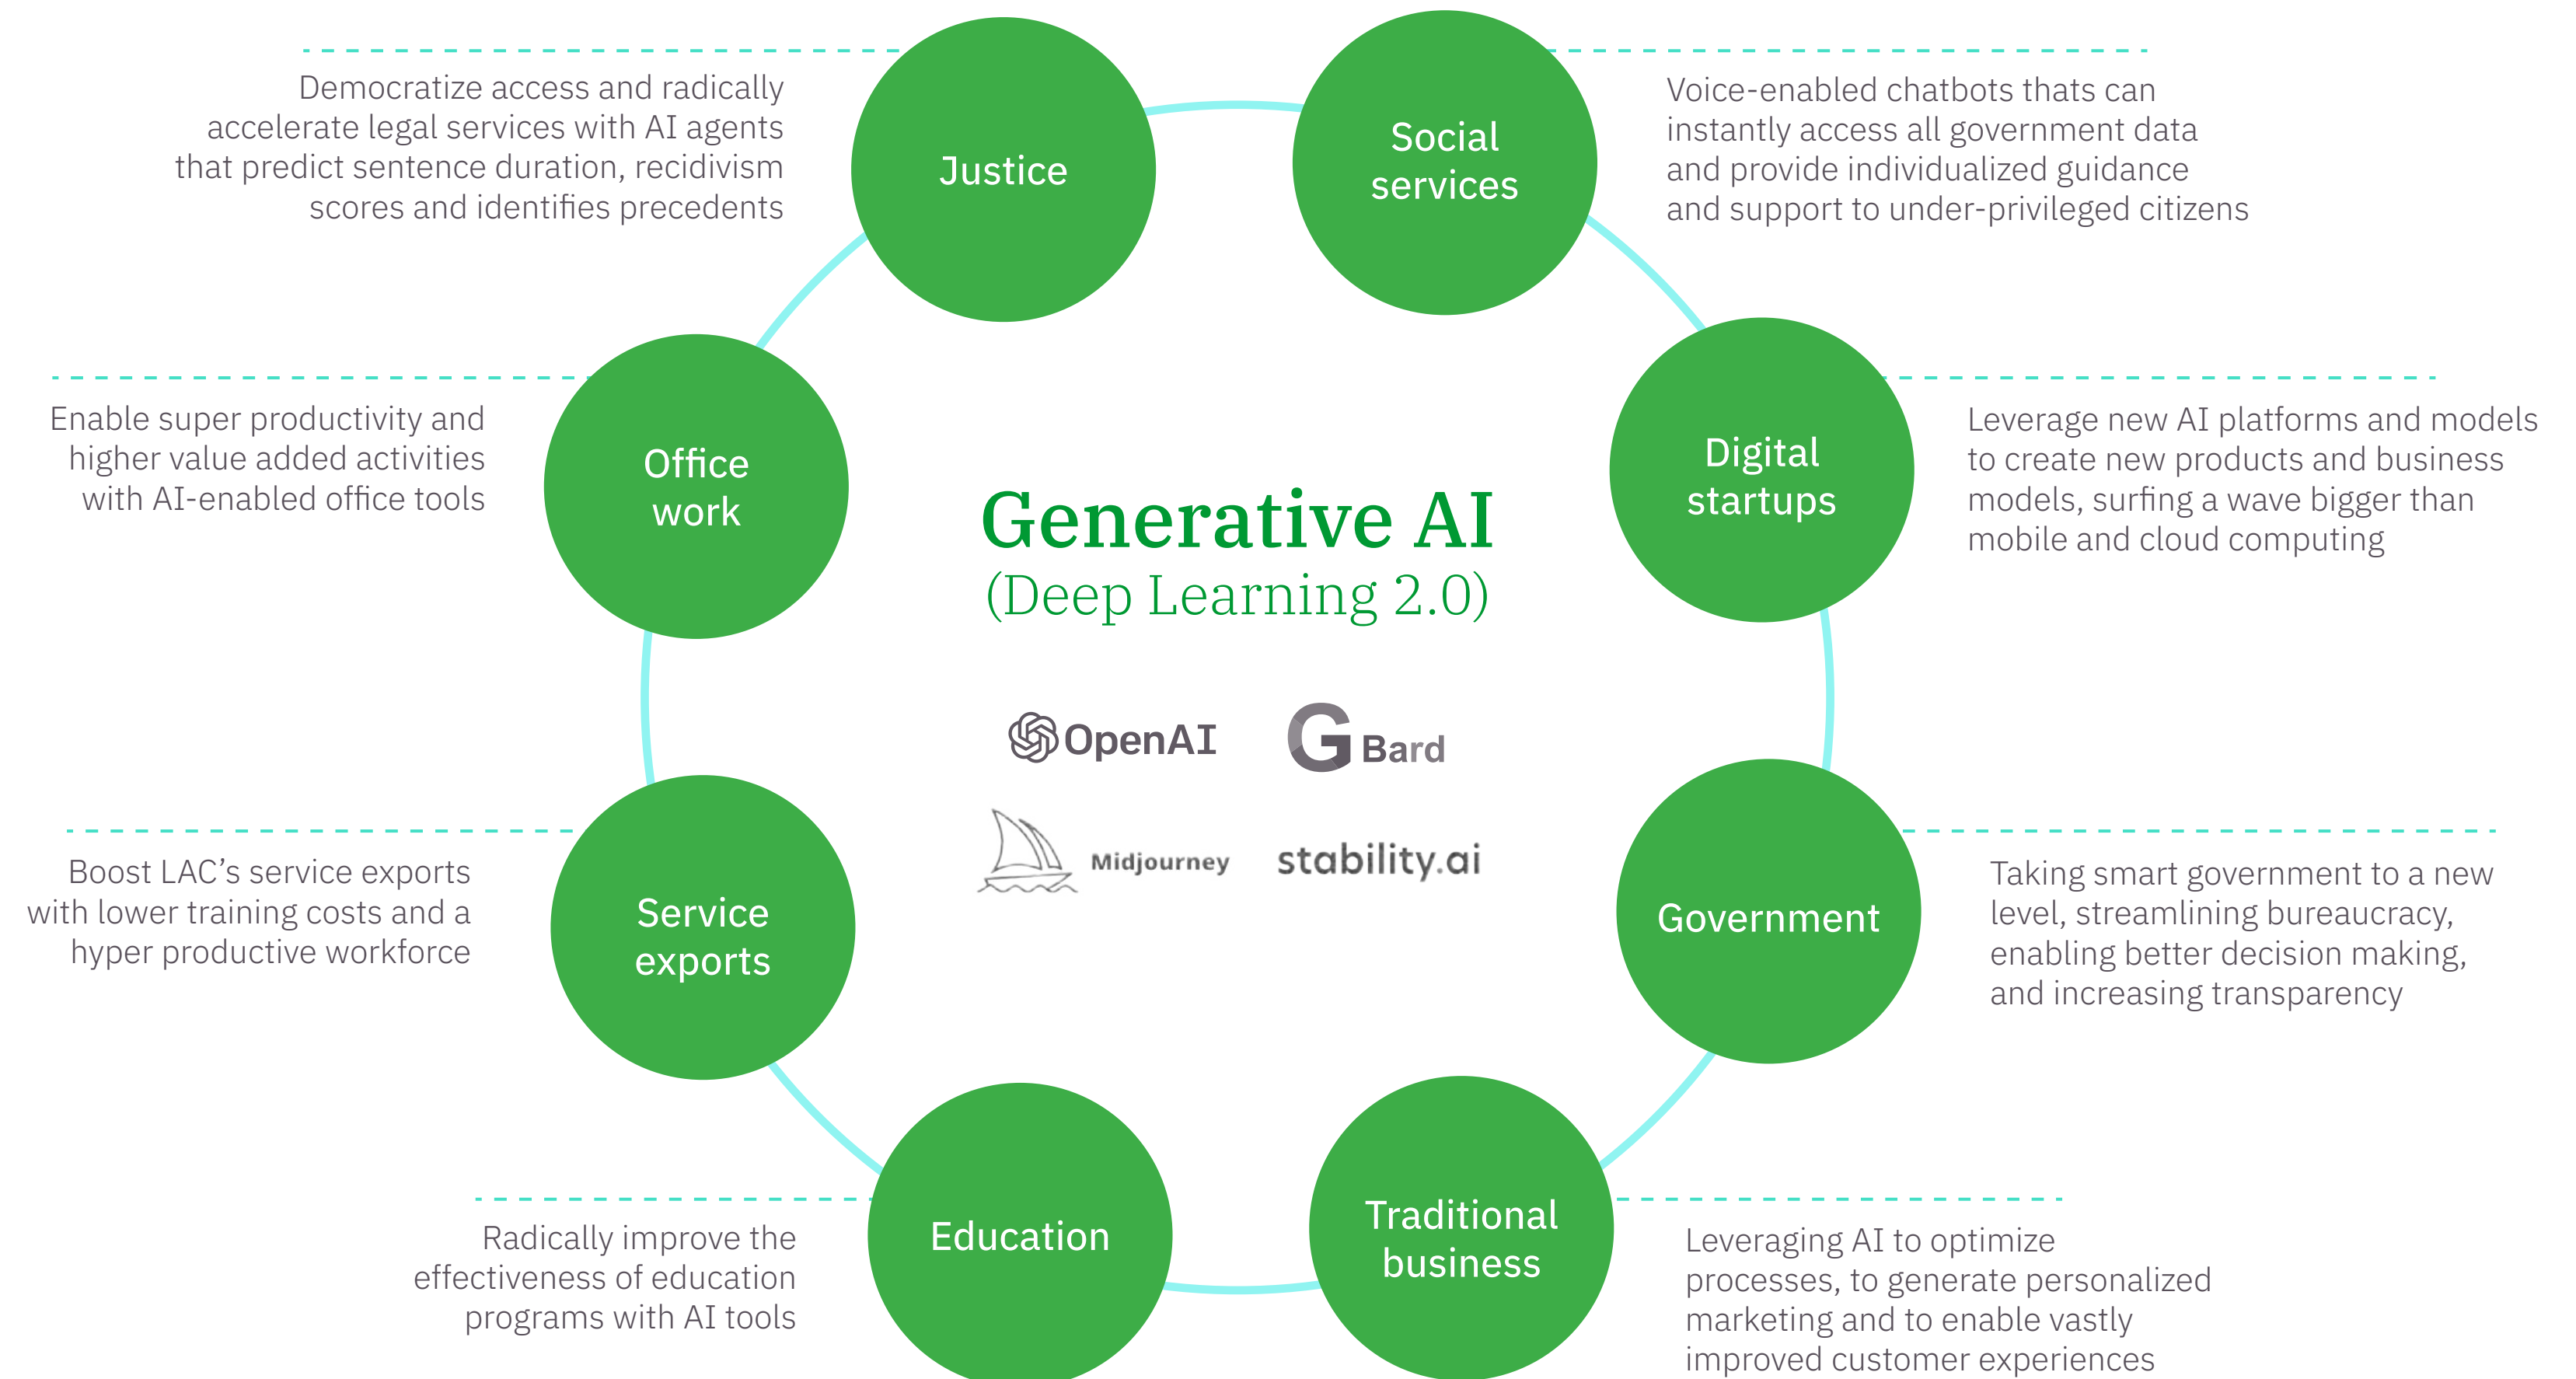 Justice
Democratize access and radically
accelerate legal services with AI agents
that predict sentence duration, recidivism
scores and identifies precedents
Social
services
Voice-enabled chatbots thats can
instantly access all government data
and provide individualized guidance
and support to under-privileged citizens
Office
work
Enable super productivity and
higher value added activities
with AI-enabled office tools
Digital
startups
Leverage new AI platforms and models
to create new products and business
models, surfing a wave bigger than
mobile and cloud computing
Generative AI
(Deep Learning 2.0)
OpenAI
G Bard
Midjourney
stability.ai
Service
exports
Boost LAC’s service exports
with lower training costs and a
hyper productive workforce
Government
Taking smart government to a new
level, streamlining bureaucracy,
enabling better decision making,
and increasing transparency
Education
Radically improve the
effectiveness of education
programs with AI tools
Traditional
business
Leveraging AI to optimize
processes, to generate personalized
marketing and to enable vastly
improved customer experiences